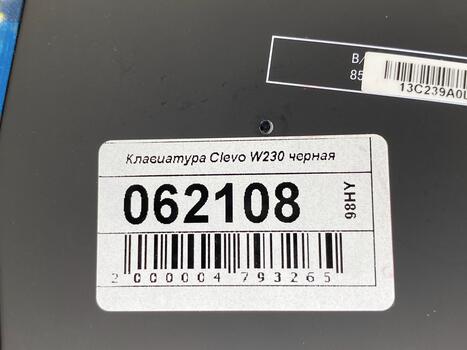 B/
85
13C239A0
Клавиатура Clevo W230 черная
062108
98HY
2 000004 793265